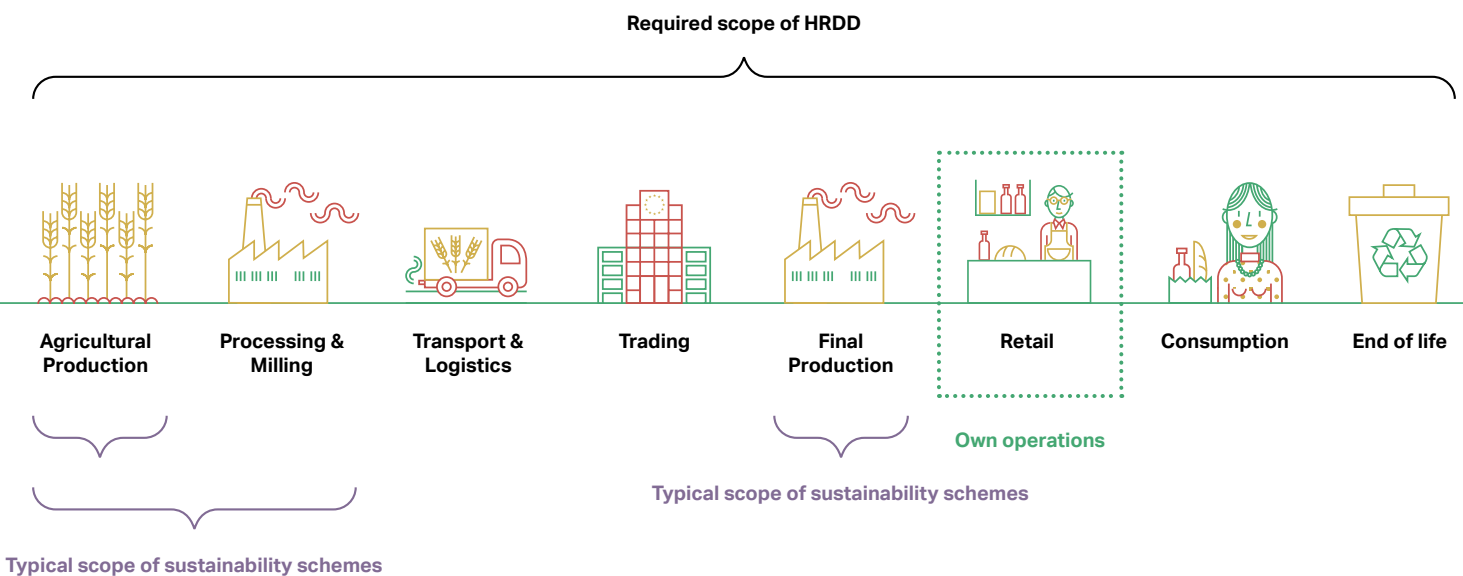 Required scope of HRDD
Agricultural
Production
Processing &
Milling
Transport &
Logistics
Trading
Final
Production
Retail
Consumption
End of life
Own operations
Typical scope of sustainability schemes
Typical scope of sustainability schemes